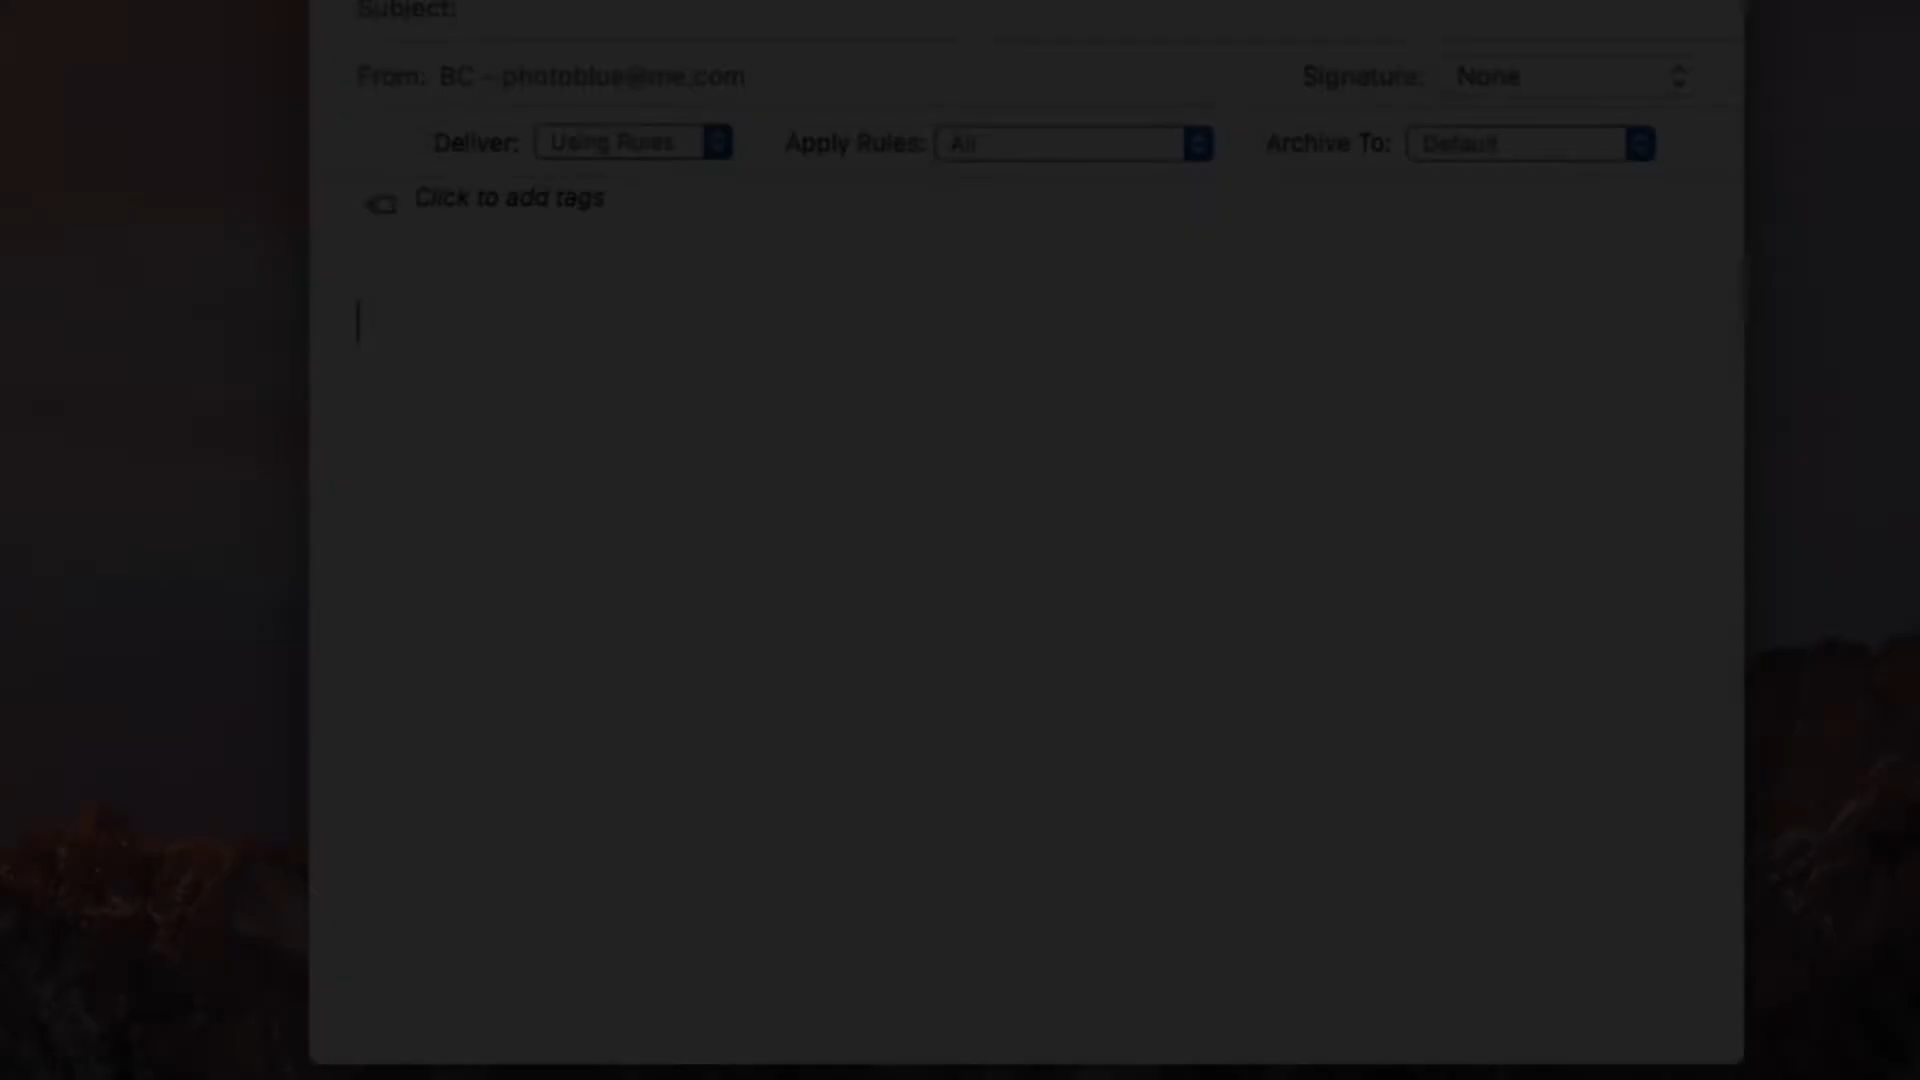 Subject:
From: BC – photoblue@me.com Signature: None
Deliver: Using Rules Apply Rules: All Archive To: Default
Click to add tags